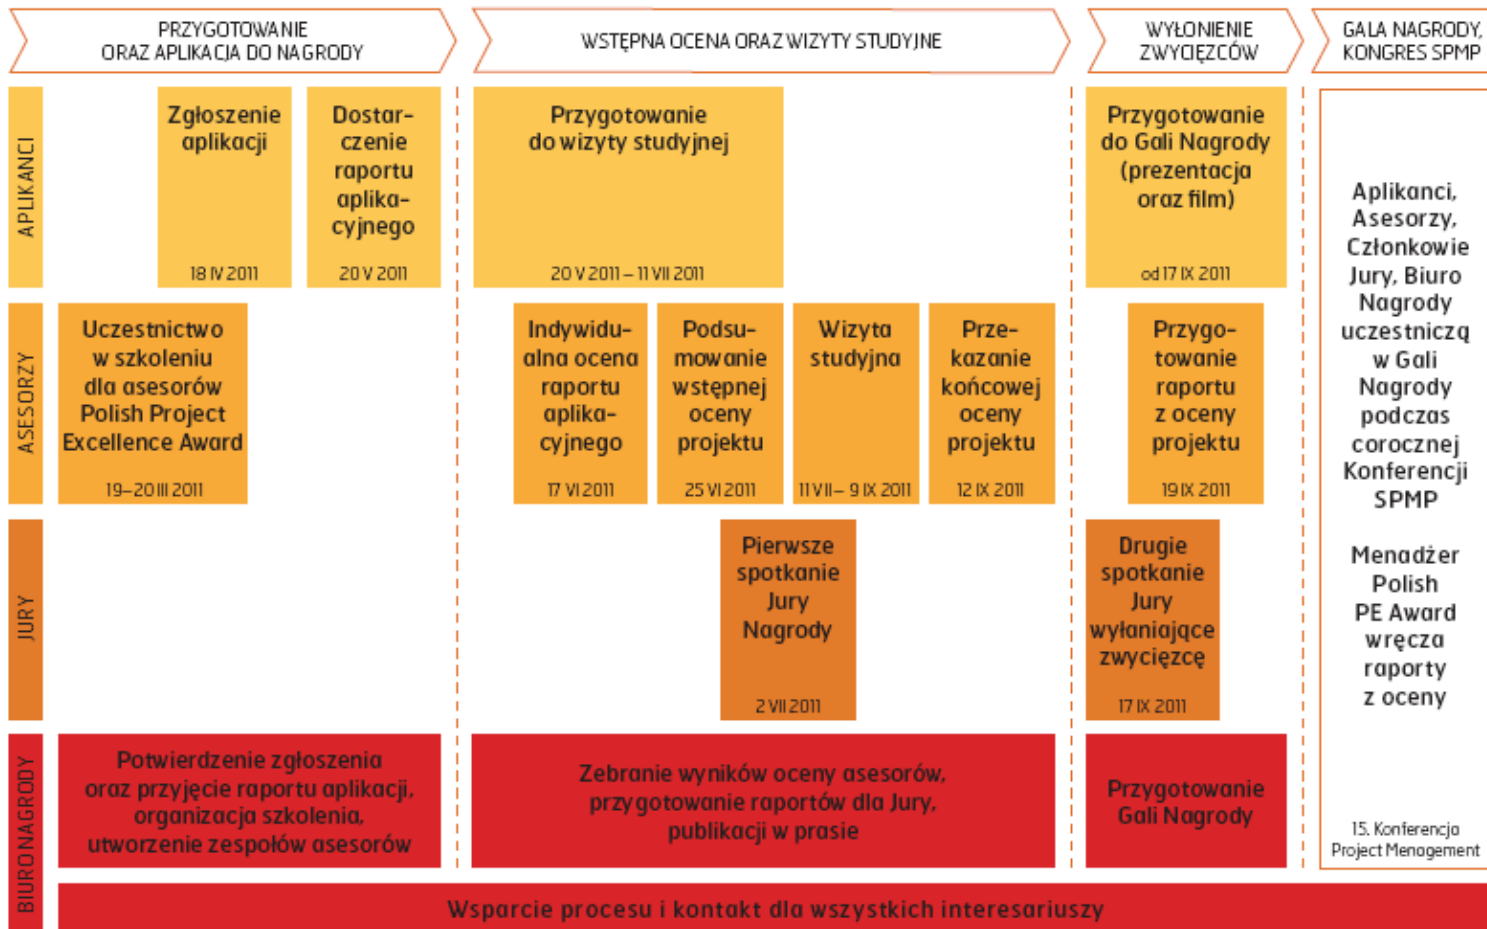 PRZYGOTOWANIE
ORAZ APLIKACJA DO NAGRODY
WSTĘPNA OCENA ORAZ WIZYTY STUDYJNE
WYŁONIENIE
ZWYCIĘZCÓW
GALA NAGRODY,
KONGRES SPMP
APLIKANCI
Zgłoszenie
aplikacji
18 IV 2011
Dostar-
czenie
raportu
aplika-
cyjnego
20 V 2011
Przygotowanie
do wizyty studyjnej
20 V 2011 – 11 VII 2011
Przygotowanie
do Gali Nagrody
(prezentacja
oraz film)
od 17 IX 2011
ASESORZY
Uczestnictwo
w szkoleniu
dla asesorów
Polish Project
Excellence Award
19–20 III 2011
Indywidu-
alna ocena
raportu
aplika-
cyjnego
17 VI 2011
Podsu-
mowanie
wstępnej
oceny
projektu
25 VI 2011
Wizyta
studyjna
11 VII – 9 IX 2011
Prze-
kazanie
końcowej
oceny
projektu
12 IX 2011
Przygo-
towanie
raportu
z oceny
projektu
19 IX 2011
JURY
Pierwsze
spotkanie
Jury
Nagrody
2 VII 2011
Drugie
spotkanie
Jury
wyłaniające
zwycięzcę
17 IX 2011
BIURO NAGRODY
Potwierdzenie zgłoszenia
oraz przyjęcie raportu aplikacji,
organizacja szkolenia,
utworzenie zespołów asesorów
Zebranie wyników oceny asesorów,
przygotowanie raportów dla Jury,
publikacji w prasie
Przygotowanie
Gali Nagrody
Wsparcie procesu i kontakt dla wszystkich interesariuszy
Aplikanci,
Asesorzy,
Członkowie
Jury, Biuro
Nagrody
uczestniczą
w Gali
Nagrody
podczas
corocznej
Konferencji
SPMP
Menadżer
Polish
PE Award
wręcza
raporty
z oceny
15. Konferencja
Project Menagement